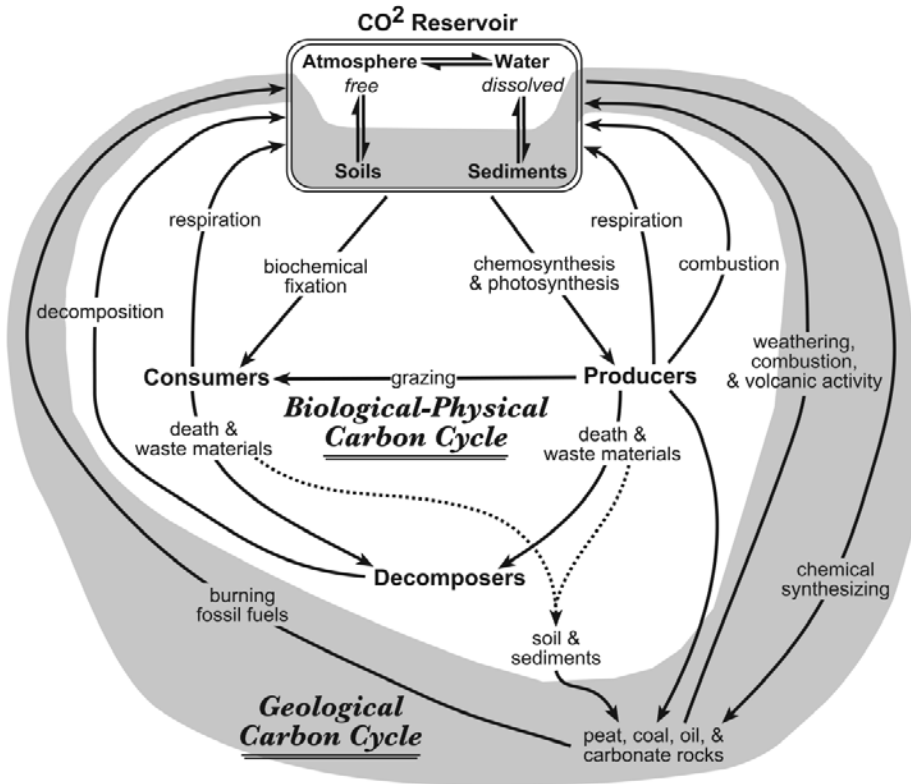 CO² Reservoir
Atmosphere Water
free dissolved
Soils Sediments
respiration
biochemical
fixation
chemosynthesis
& photosynthesis
respiration
combustion
decomposition
weathering,
combustion,
& volcanic activity
Consumers
grazing
Producers
Biological-Physical
Carbon Cycle
death &
waste materials
death &
waste materials
Decomposers
chemical
synthesizing
burning
fossil fuels
soil &
sediments
Geological
Carbon Cycle
peat, coal, oil, &
carbonate rocks